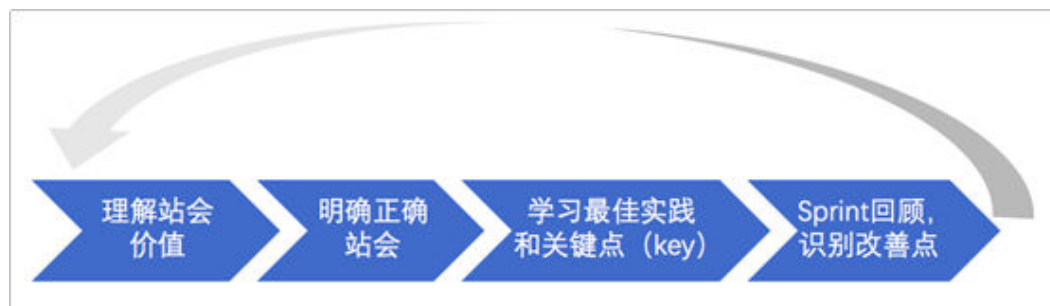 理解站会
价值
明确正确
站会
学习最佳实践
和关键点（key）
Sprint回顾，
识别改善点